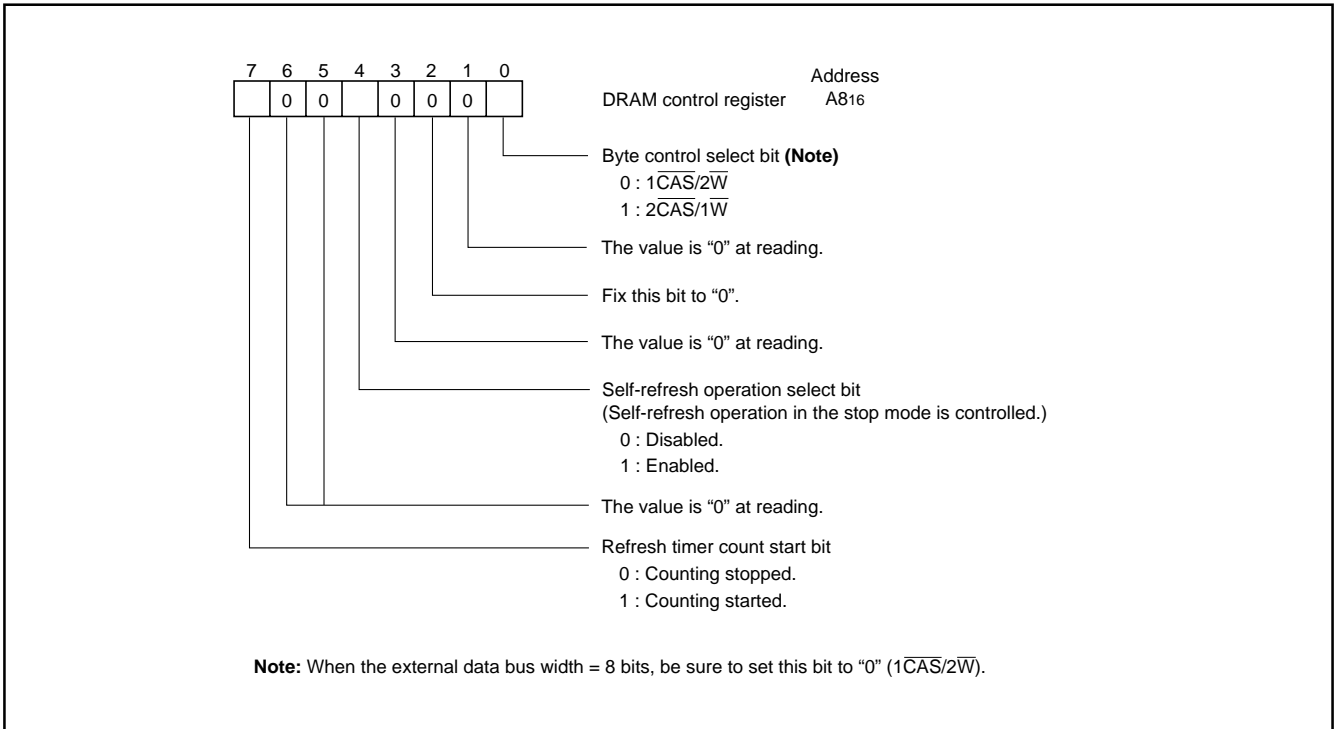 7 6 5 4 3 2 1 0
Address
0 0 0 0 0
DRAM control register A8₁₆
Byte control select bit (Note)
0 : 1C̅A̅S̅/2W̅
1 : 2C̅A̅S̅/1W̅
The value is “0” at reading.
Fix this bit to “0”.
The value is “0” at reading.
Self-refresh operation select bit
(Self-refresh operation in the stop mode is controlled.)
0 : Disabled.
1 : Enabled.
The value is “0” at reading.
Refresh timer count start bit
0 : Counting stopped.
1 : Counting started.
Note: When the external data bus width = 8 bits, be sure to set this bit to “0” (1C̅A̅S̅/2W̅).